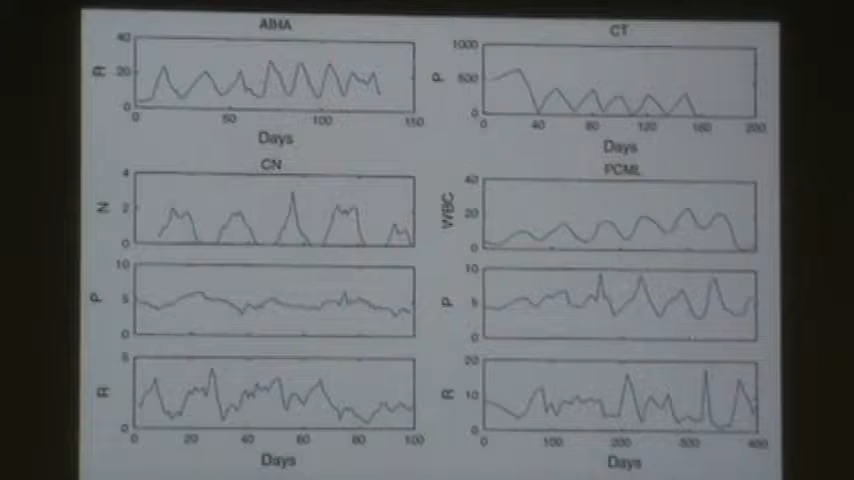 AIHA
40
20
0
R
0 50 100 150
Days
CT
1000
500
0
P
0 40 80 120 160 200
Days
CN
4
2
0
N
10
5
0
P
5
0
R
0 20 40 60 80 100
Days
PCML
40
20
0
WBC
10
5
0
P
20
10
0
R
0 100 200 300 400
Days